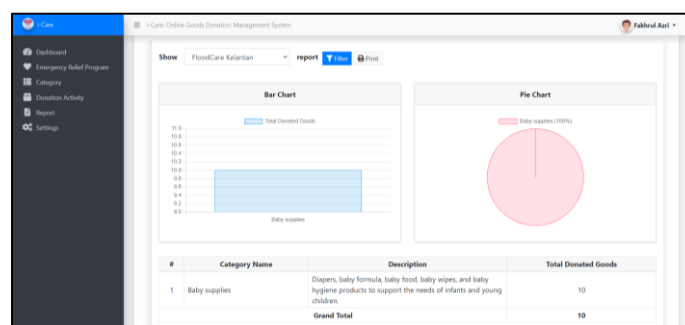 i-Care
i-Care Online Goods Donation Management System
Fakhrul Azri
Dashboard
Emergency Relief Program
Category
Donation Activity
Report
Settings
Show FloodCare Kelantan report Filter Print
Bar Chart
Total Donated Goods
11.0
10.8
10.6
10.4
10.2
10.0
9.8
9.6
9.4
9.2
9.0
Baby supplies
Pie Chart
Baby supplies (100%)
# Category Name Description Total Donated Goods
1 Baby supplies Diapers, baby formula, baby food, baby wipes, and baby
hygiene products to support the needs of infants and young
children. 10
Grand Total 10